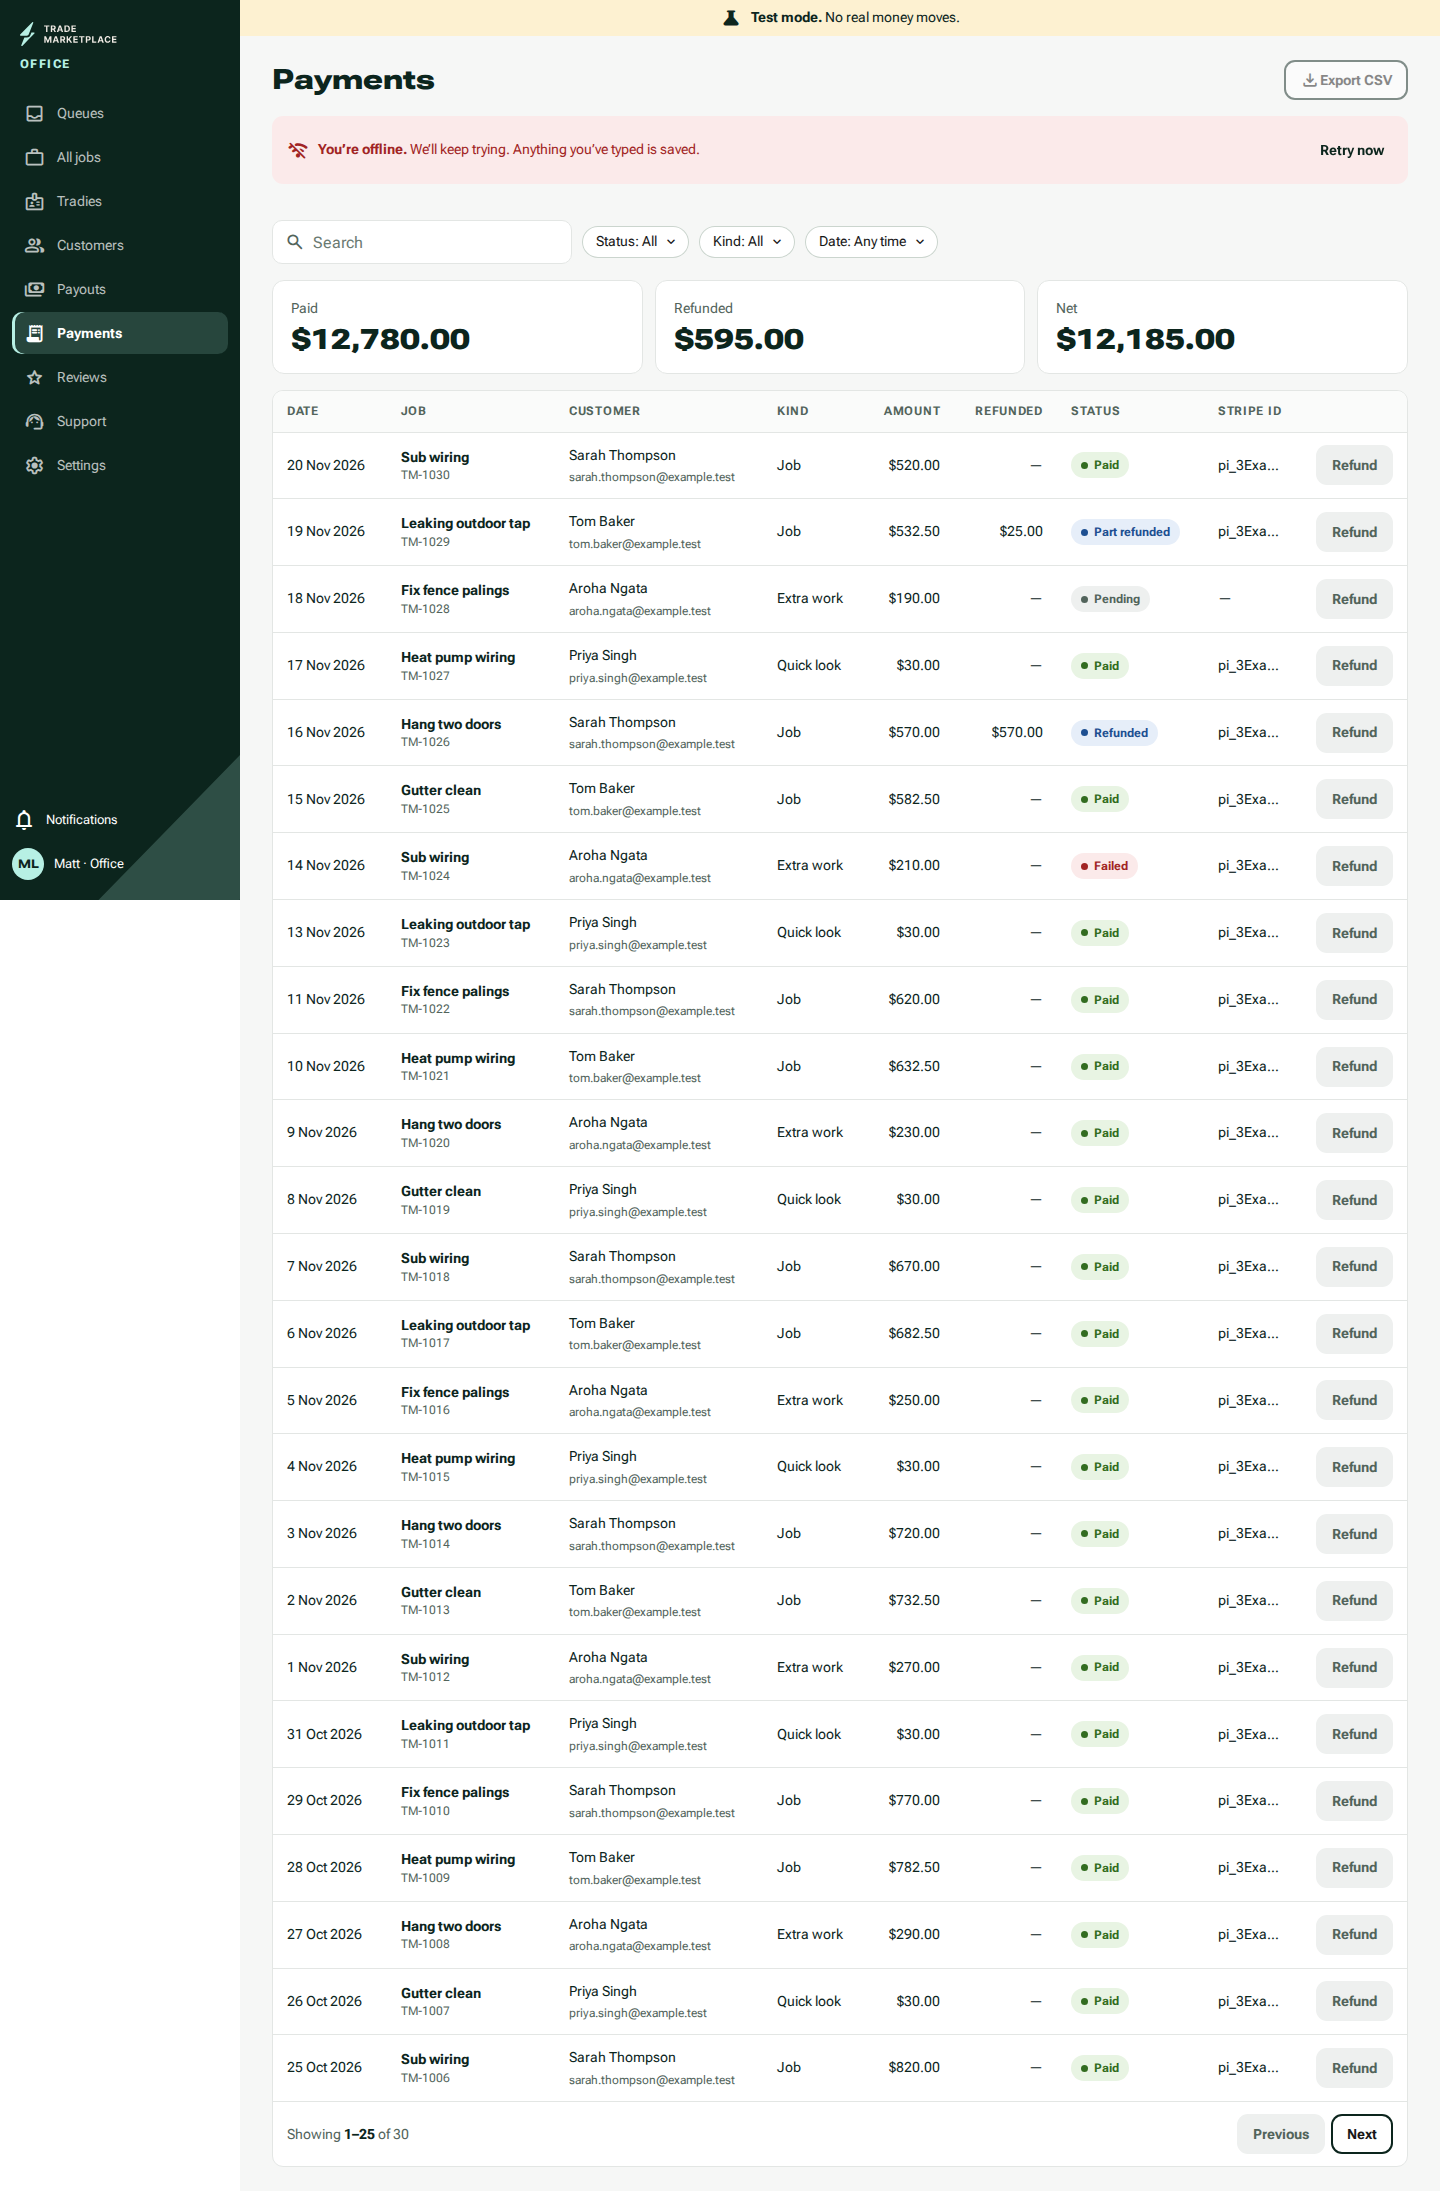 TRADE
MARKETPLACE
OFFICE
Queues
All jobs
Tradies
Customers
Payouts
Payments
Reviews
Support
Settings
Notifications
ML Matt · Office
Test mode. No real money moves.
Payments
Export CSV
You're offline. We'll keep trying. Anything you've typed is saved.
Retry now
Search
Status: All
Kind: All
Date: Any time
Paid
$12,780.00
Refunded
$595.00
Net
$12,185.00
DATE JOB CUSTOMER KIND AMOUNT REFUNDED STATUS STRIPE ID
20 Nov 2026 Sub wiring TM-1030 Sarah Thompson sarah.thompson@example.test Job $520.00 — Paid pi_3Exa... Refund
19 Nov 2026 Leaking outdoor tap TM-1029 Tom Baker tom.baker@example.test Job $532.50 $25.00 Part refunded pi_3Exa... Refund
18 Nov 2026 Fix fence palings TM-1028 Aroha Ngata aroha.ngata@example.test Extra work $190.00 — Pending — Refund
17 Nov 2026 Heat pump wiring TM-1027 Priya Singh priya.singh@example.test Quick look $30.00 — Paid pi_3Exa... Refund
16 Nov 2026 Hang two doors TM-1026 Sarah Thompson sarah.thompson@example.test Job $570.00 $570.00 Refunded pi_3Exa... Refund
15 Nov 2026 Gutter clean TM-1025 Tom Baker tom.baker@example.test Job $582.50 — Paid pi_3Exa... Refund
14 Nov 2026 Sub wiring TM-1024 Aroha Ngata aroha.ngata@example.test Extra work $210.00 — Failed pi_3Exa... Refund
13 Nov 2026 Leaking outdoor tap TM-1023 Priya Singh priya.singh@example.test Quick look $30.00 — Paid pi_3Exa... Refund
11 Nov 2026 Fix fence palings TM-1022 Sarah Thompson sarah.thompson@example.test Job $620.00 — Paid pi_3Exa... Refund
10 Nov 2026 Heat pump wiring TM-1021 Tom Baker tom.baker@example.test Job $632.50 — Paid pi_3Exa... Refund
9 Nov 2026 Hang two doors TM-1020 Aroha Ngata aroha.ngata@example.test Extra work $230.00 — Paid pi_3Exa... Refund
8 Nov 2026 Gutter clean TM-1019 Priya Singh priya.singh@example.test Quick look $30.00 — Paid pi_3Exa... Refund
7 Nov 2026 Sub wiring TM-1018 Sarah Thompson sarah.thompson@example.test Job $670.00 — Paid pi_3Exa... Refund
6 Nov 2026 Leaking outdoor tap TM-1017 Tom Baker tom.baker@example.test Job $682.50 — Paid pi_3Exa... Refund
5 Nov 2026 Fix fence palings TM-1016 Aroha Ngata aroha.ngata@example.test Extra work $250.00 — Paid pi_3Exa... Refund
4 Nov 2026 Heat pump wiring TM-1015 Priya Singh priya.singh@example.test Quick look $30.00 — Paid pi_3Exa... Refund
3 Nov 2026 Hang two doors TM-1014 Sarah Thompson sarah.thompson@example.test Job $720.00 — Paid pi_3Exa... Refund
2 Nov 2026 Gutter clean TM-1013 Tom Baker tom.baker@example.test Job $732.50 — Paid pi_3Exa... Refund
1 Nov 2026 Sub wiring TM-1012 Aroha Ngata aroha.ngata@example.test Extra work $270.00 — Paid pi_3Exa... Refund
31 Oct 2026 Leaking outdoor tap TM-1011 Priya Singh priya.singh@example.test Quick look $30.00 — Paid pi_3Exa... Refund
29 Oct 2026 Fix fence palings TM-1010 Sarah Thompson sarah.thompson@example.test Job $770.00 — Paid pi_3Exa... Refund
28 Oct 2026 Heat pump wiring TM-1009 Tom Baker tom.baker@example.test Job $782.50 — Paid pi_3Exa... Refund
27 Oct 2026 Hang two doors TM-1008 Aroha Ngata aroha.ngata@example.test Extra work $290.00 — Paid pi_3Exa... Refund
26 Oct 2026 Gutter clean TM-1007 Priya Singh priya.singh@example.test Quick look $30.00 — Paid pi_3Exa... Refund
25 Oct 2026 Sub wiring TM-1006 Sarah Thompson sarah.thompson@example.test Job $820.00 — Paid pi_3Exa... Refund
Showing 1–25 of 30
Previous
Next